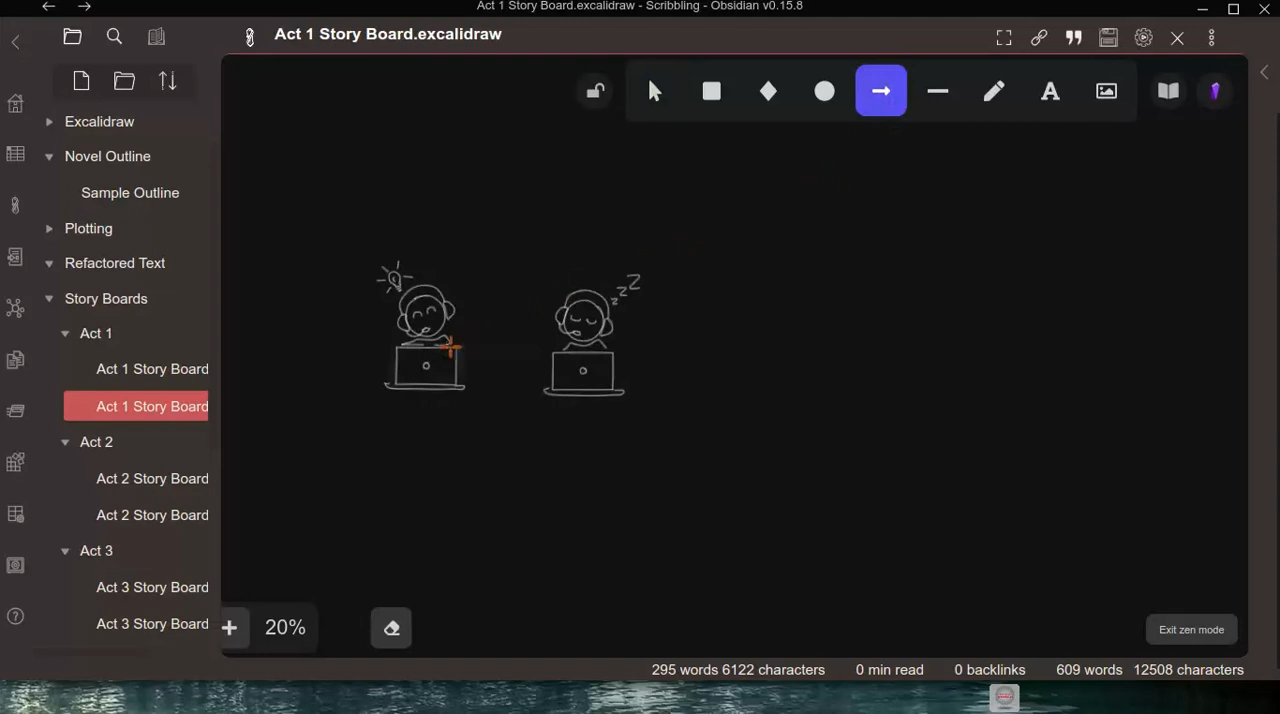 Act 1 Story Board.excalidraw - Scribbling - Obsidian v0.15.8
Act 1 Story Board.excalidraw
Excalidraw
Novel Outline
Sample Outline
Plotting
Refactored Text
Story Boards
Act 1
Act 1 Story Board
Act 1 Story Board
Act 2
Act 2 Story Board
Act 2 Story Board
Act 3
Act 3 Story Board
Act 3 Story Board
A
z z Z
+ 20%
Exit zen mode
295 words 6122 characters 0 min read 0 backlinks 609 words 12508 characters